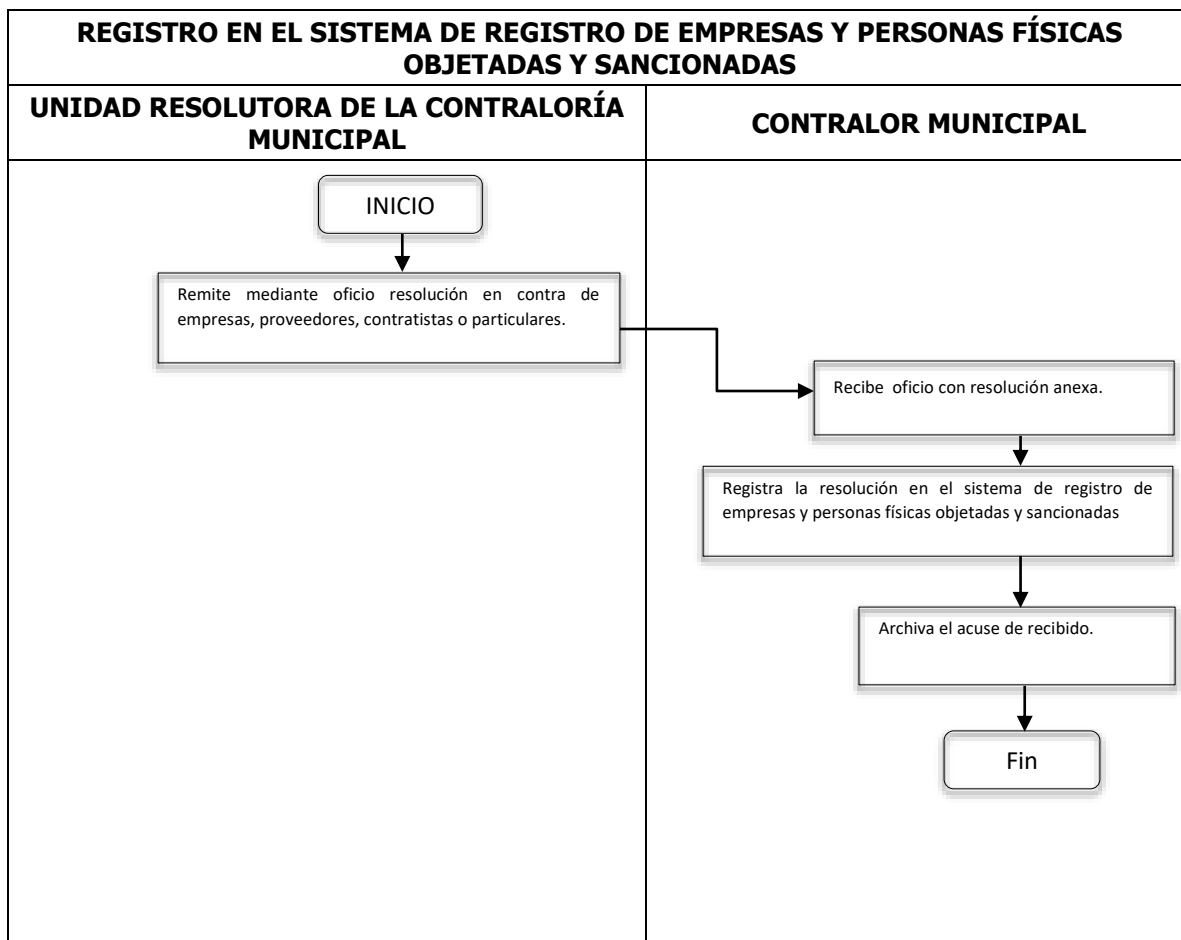 REGISTRO EN EL SISTEMA DE REGISTRO DE EMPRESAS Y PERSONAS FÍSICAS
OBJETADAS Y SANCIONADAS
UNIDAD RESOLUTORA DE LA CONTRALORÍA
MUNICIPAL
CONTRALOR MUNICIPAL
INICIO
Remite mediante oficio resolución en contra de
empresas, proveedores, contratistas o particulares.
Recibe oficio con resolución anexa.
Registra la resolución en el sistema de registro de
empresas y personas físicas objetadas y sancionadas
Archiva el acuse de recibido.
Fin